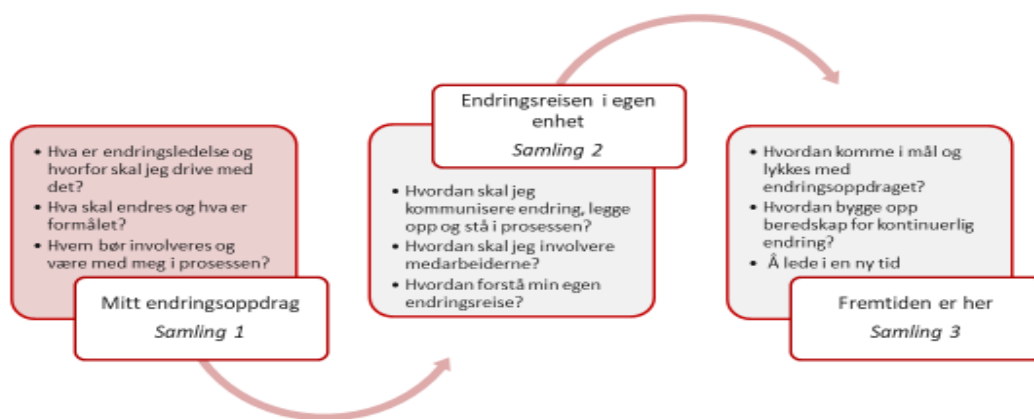 • Hva er endringsledelse og
hvorfor skal jeg drive med
det?
• Hva skal endres og hva er
formålet?
• Hvem bør involveres og
være med meg i prosessen?
Mitt endringsoppdrag
Samling 1
Endringsreisen i egen
enhet
Samling 2
• Hvordan skal jeg
kommunisere endring, legge
opp og stå i prosessen?
• Hvordan skal jeg involvere
medarbeiderne?
• Hvordan forstå min egen
endringsreise?
• Hvordan komme i mål og
lykkes med
endringsoppdraget?
• Hvordan bygge opp
beredskap for kontinuerlig
endring?
• Å lede i en ny tid
Fremtiden er her
Samling 3